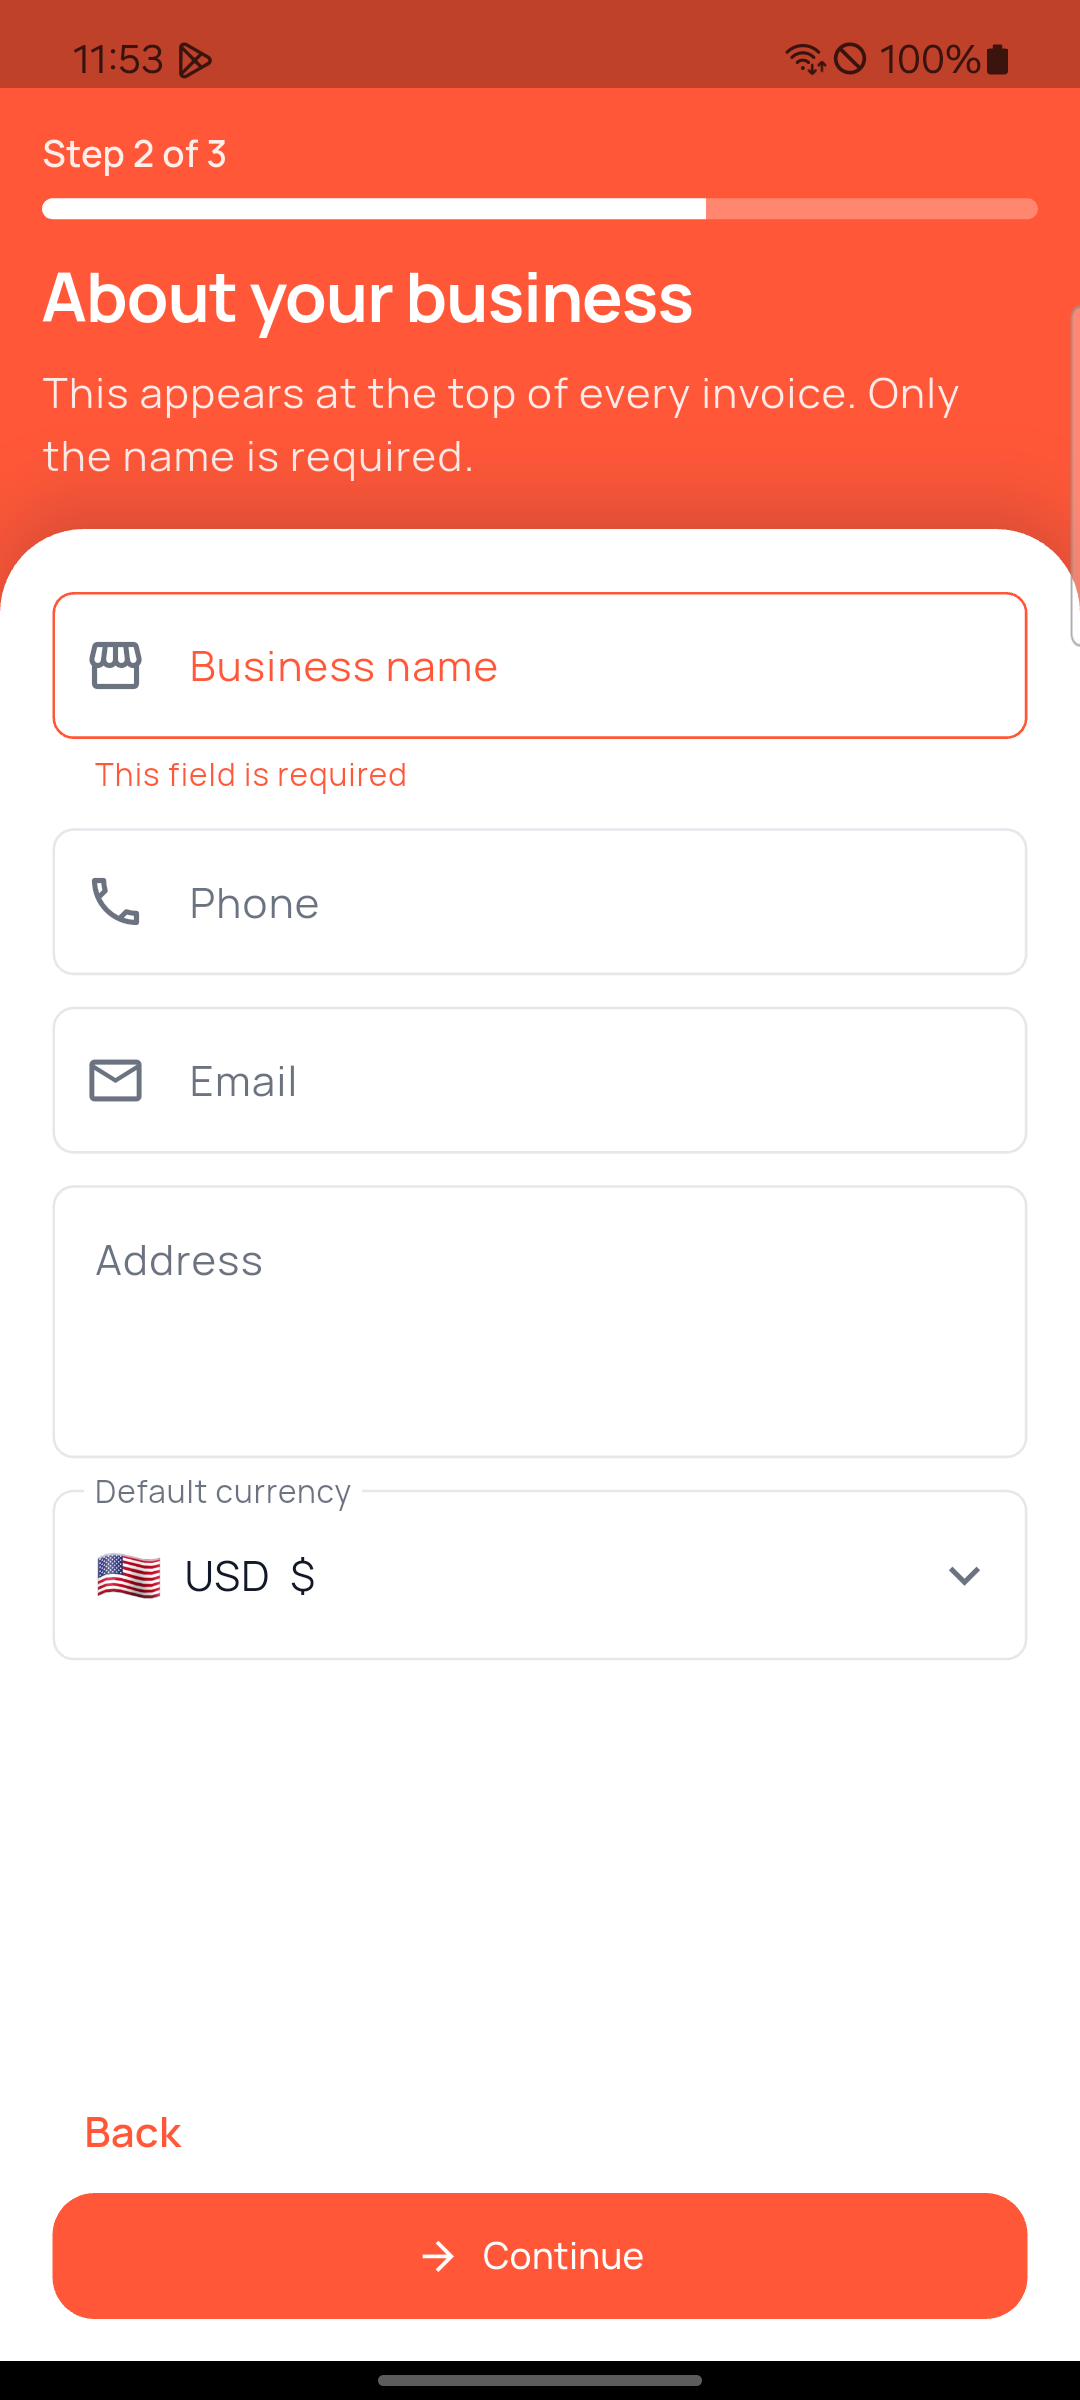 11:53
100%
Step 2 of 3
About your business
This appears at the top of every invoice. Only
the name is required.
Business name
This field is required
Phone
Email
Address
Default currency
USD $
Back
Continue